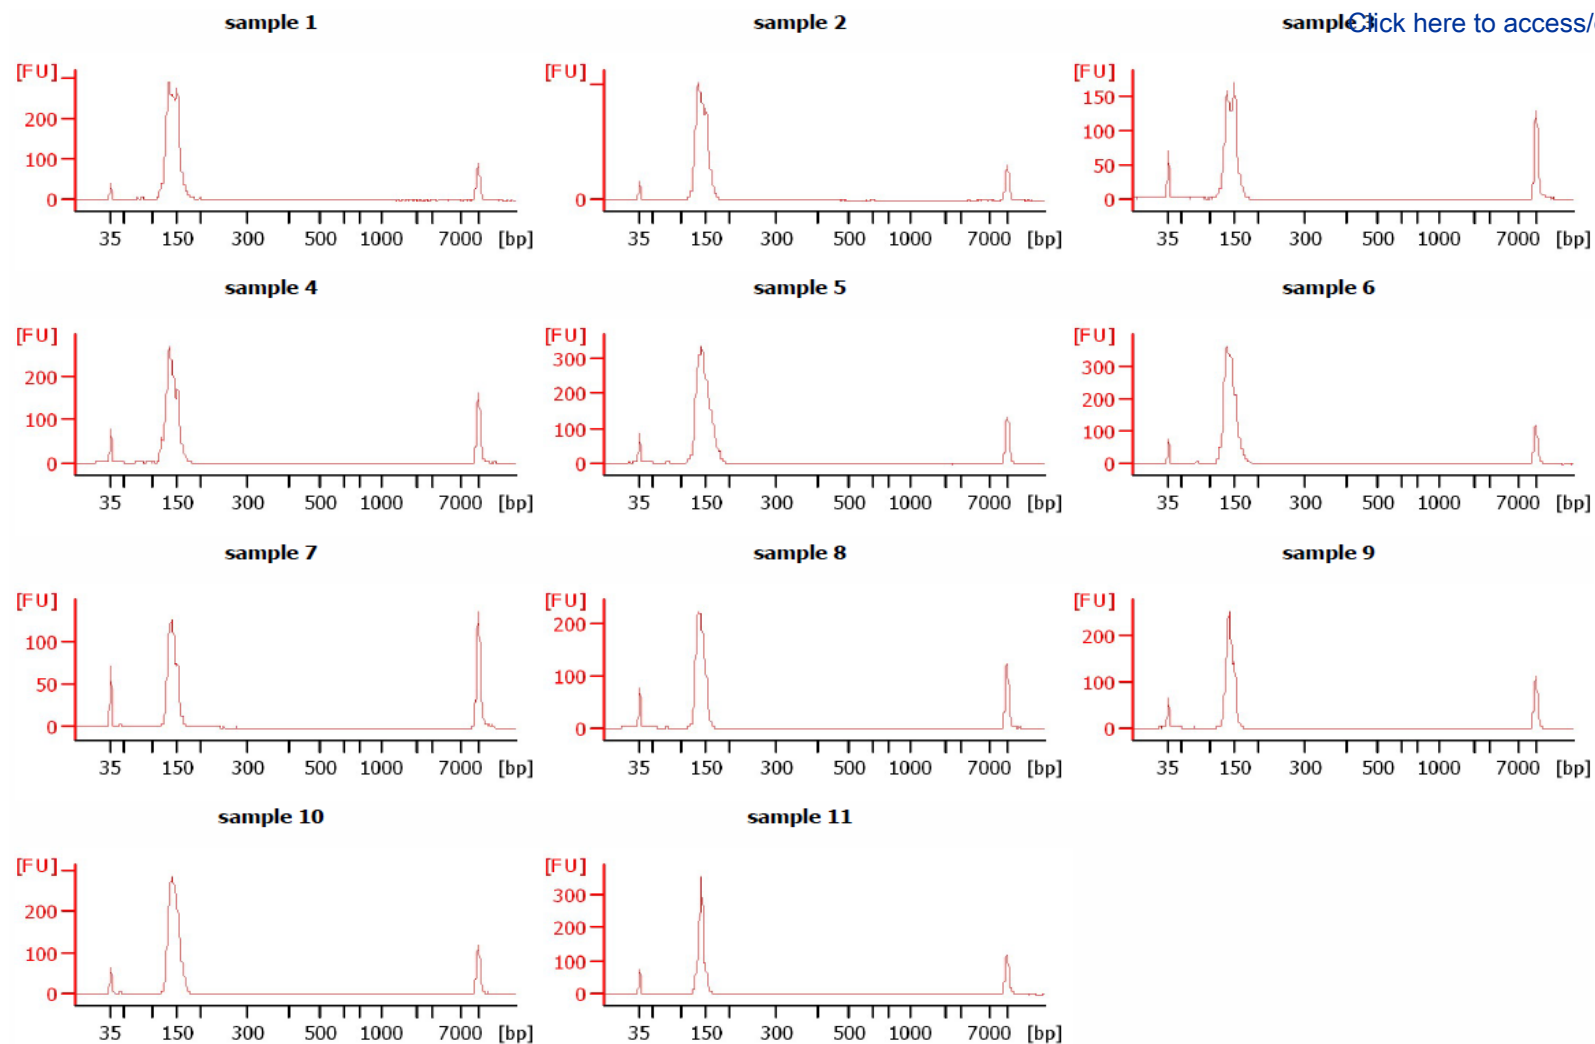 sample 1 sample 2 sample 3 Click here to access/
[FU] [FU] [FU]
200 100 0 0 150 100 50 0
35 150 300 500 1000 7000 [bp] 35 150 300 500 1000 7000 [bp] 35 150 300 500 1000 7000 [bp]
sample 4 sample 5 sample 6
[FU] [FU] [FU]
200 100 0 300 200 100 0 300 200 100 0
35 150 300 500 1000 7000 [bp] 35 150 300 500 1000 7000 [bp] 35 150 300 500 1000 7000 [bp]
sample 7 sample 8 sample 9
[FU] [FU] [FU]
100 50 0 200 100 0 200 100 0
35 150 300 500 1000 7000 [bp] 35 150 300 500 1000 7000 [bp] 35 150 300 500 1000 7000 [bp]
sample 10 sample 11
[FU] [FU]
200 100 0 300 200 100 0
35 150 300 500 1000 7000 [bp] 35 150 300 500 1000 7000 [bp]